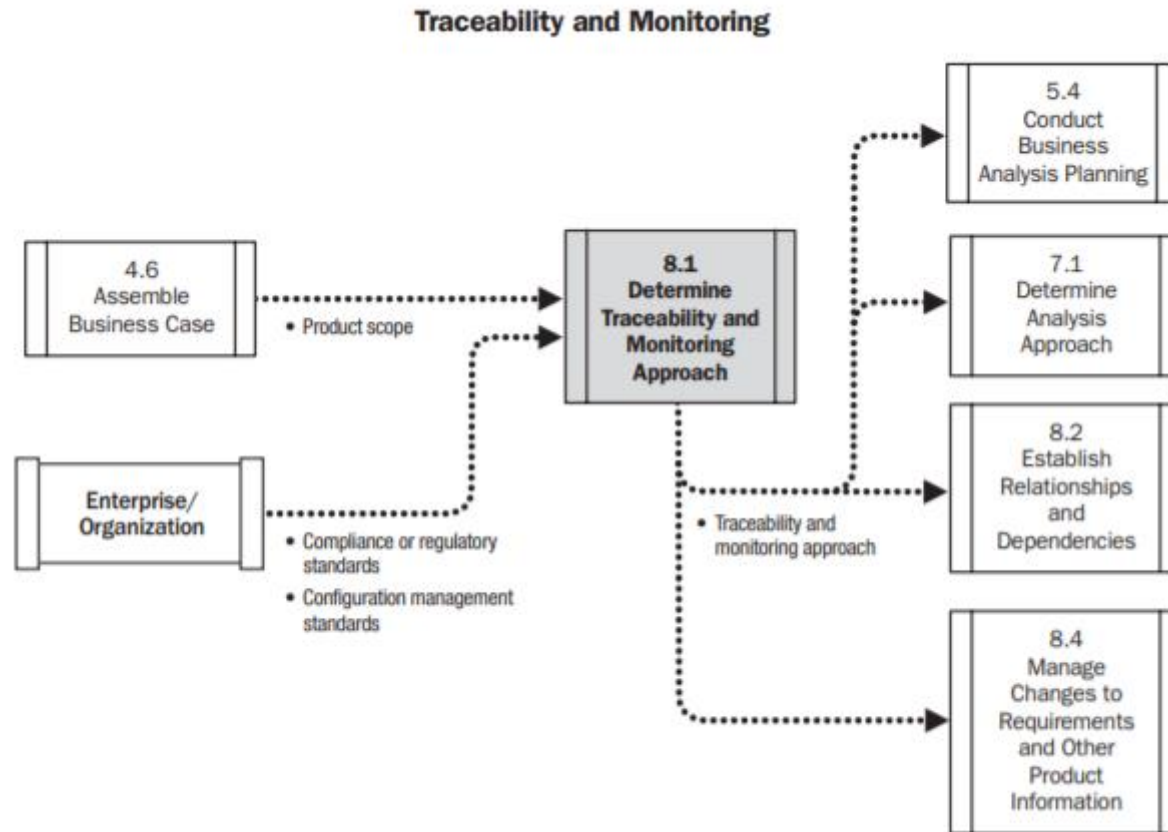 Traceability and Monitoring
4.6
Assemble
Business Case
• Product scope
Enterprise/
Organization
• Compliance or regulatory
standards
• Configuration management
standards
8.1
Determine
Traceability and
Monitoring
Approach
• Traceability and
monitoring approach
5.4
Conduct
Business
Analysis Planning
7.1
Determine
Analysis
Approach
8.2
Establish
Relationships
and
Dependencies
8.4
Manage
Changes to
Requirements
and Other
Product
Information